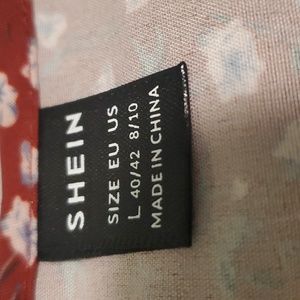 SHEIN
SIZE EU US
L 40/42 8/10
MADE IN CHINA